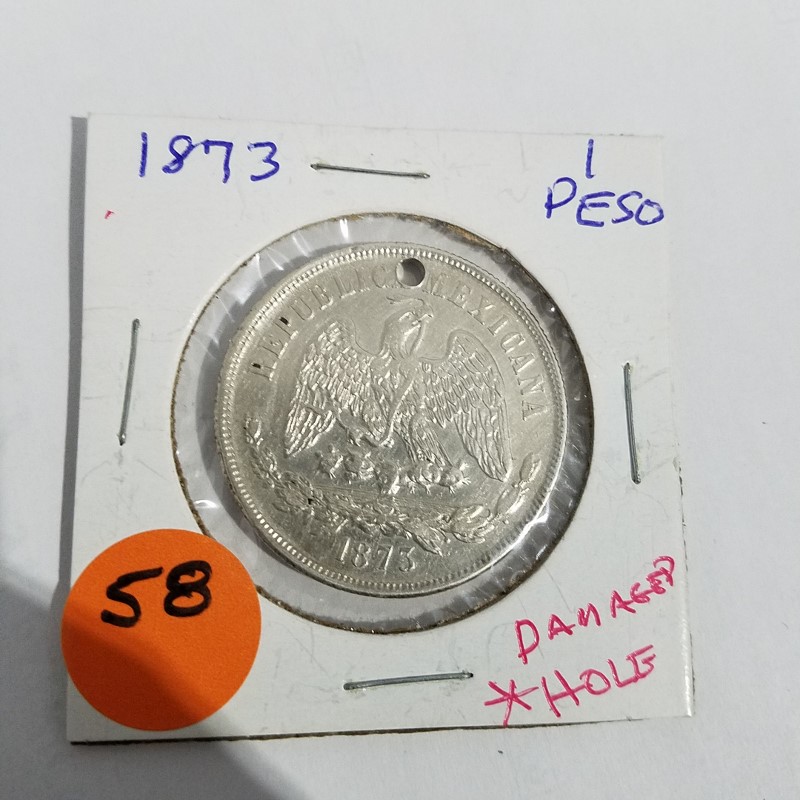 1873
1
PESO
REPUBLICA MEXICANA
1873
58
DAMAGED
*HOLE